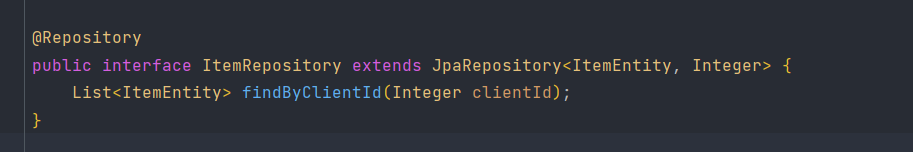 @Repository
public interface ItemRepository extends JpaRepository<ItemEntity, Integer> {
    List<ItemEntity> findByClientId(Integer clientId);
}